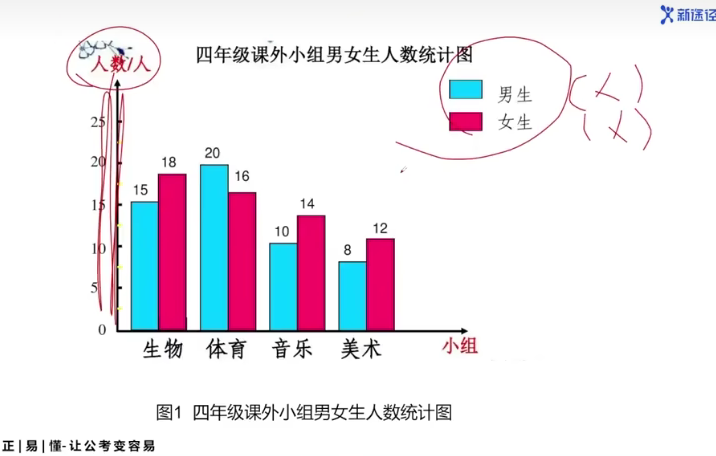 新途径
四年级课外小组男女生人数统计图
人数/人
男生
女生
25
20
15
10
5
0
15
18
20
16
10
14
8
12
生物 体育 音乐 美术
小组
图1 四年级课外小组男女生人数统计图
正|易|懂-让公考变容易